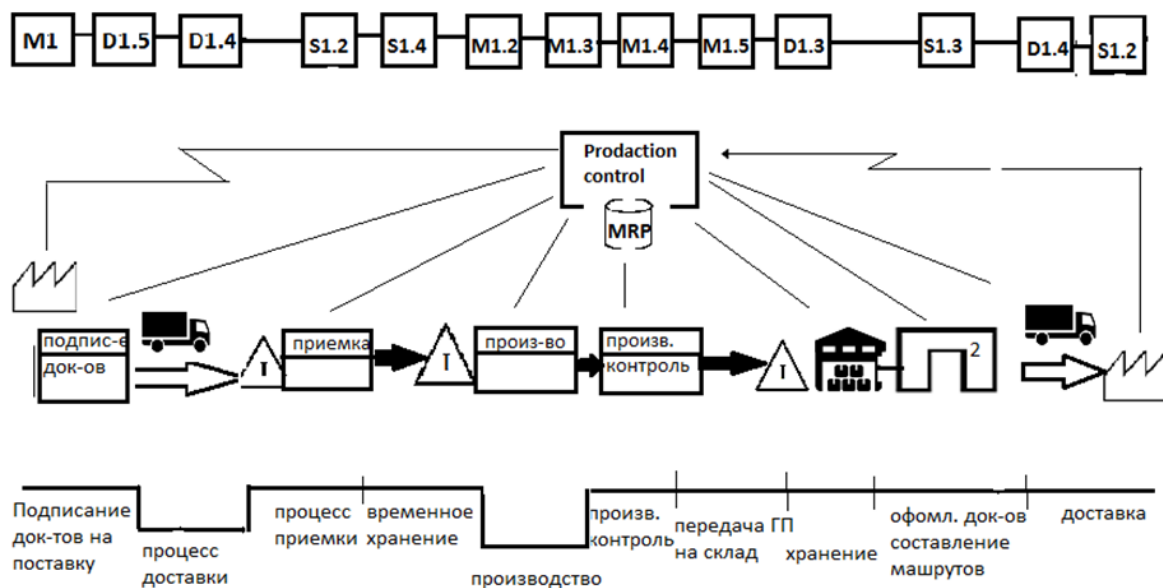 M1 D1.5 D1.4 S1.2 S1.4 M1.2 M1.3 M1.4 M1.5 D1.3 S1.3 D1.4 S1.2
Prodaction
control
MRP
подпис-е
док-ов
I
приемка
I
произ-во
произв.
контроль
I
2
Подписание
док-тов на
поставку
процесс
доставки
процесс
приемки
временное
хранение
производство
произв.
контроль
передача ГП
на склад
хранение
офомл. док-ов
составление
машрутов
доставка